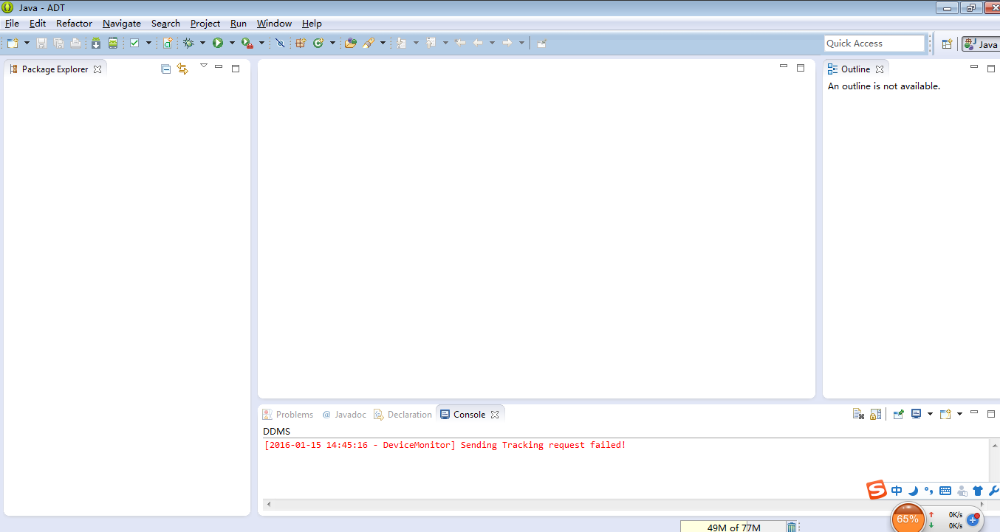 Java - ADT
File Edit Refactor Navigate Search Project Run Window Help
Quick Access
Java
Package Explorer
Outline
An outline is not available.
Problems @ Javadoc Declaration Console
DDMS
[2016-01-15 14:45:16 - DeviceMonitor] Sending Tracking request failed!
S 中
65%
0K/s
0K/s
49M of 77M